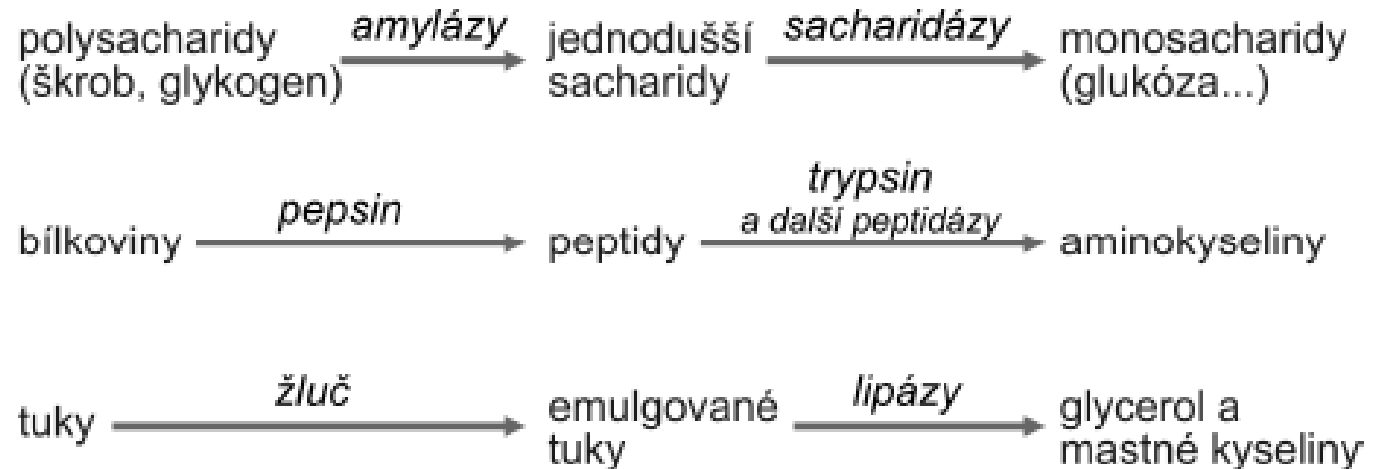 polysacharidy
(škrob, glykogen)
amylázy
jednodušší
sacharidy
sacharidázy
monosacharidy
(glukóza...)
bílkoviny
pepsin
peptidy
trypsin
a další peptidázy
aminokyseliny
tuky
žluč
emulgované
tuky
lipázy
glycerol a
mastné kyseliny